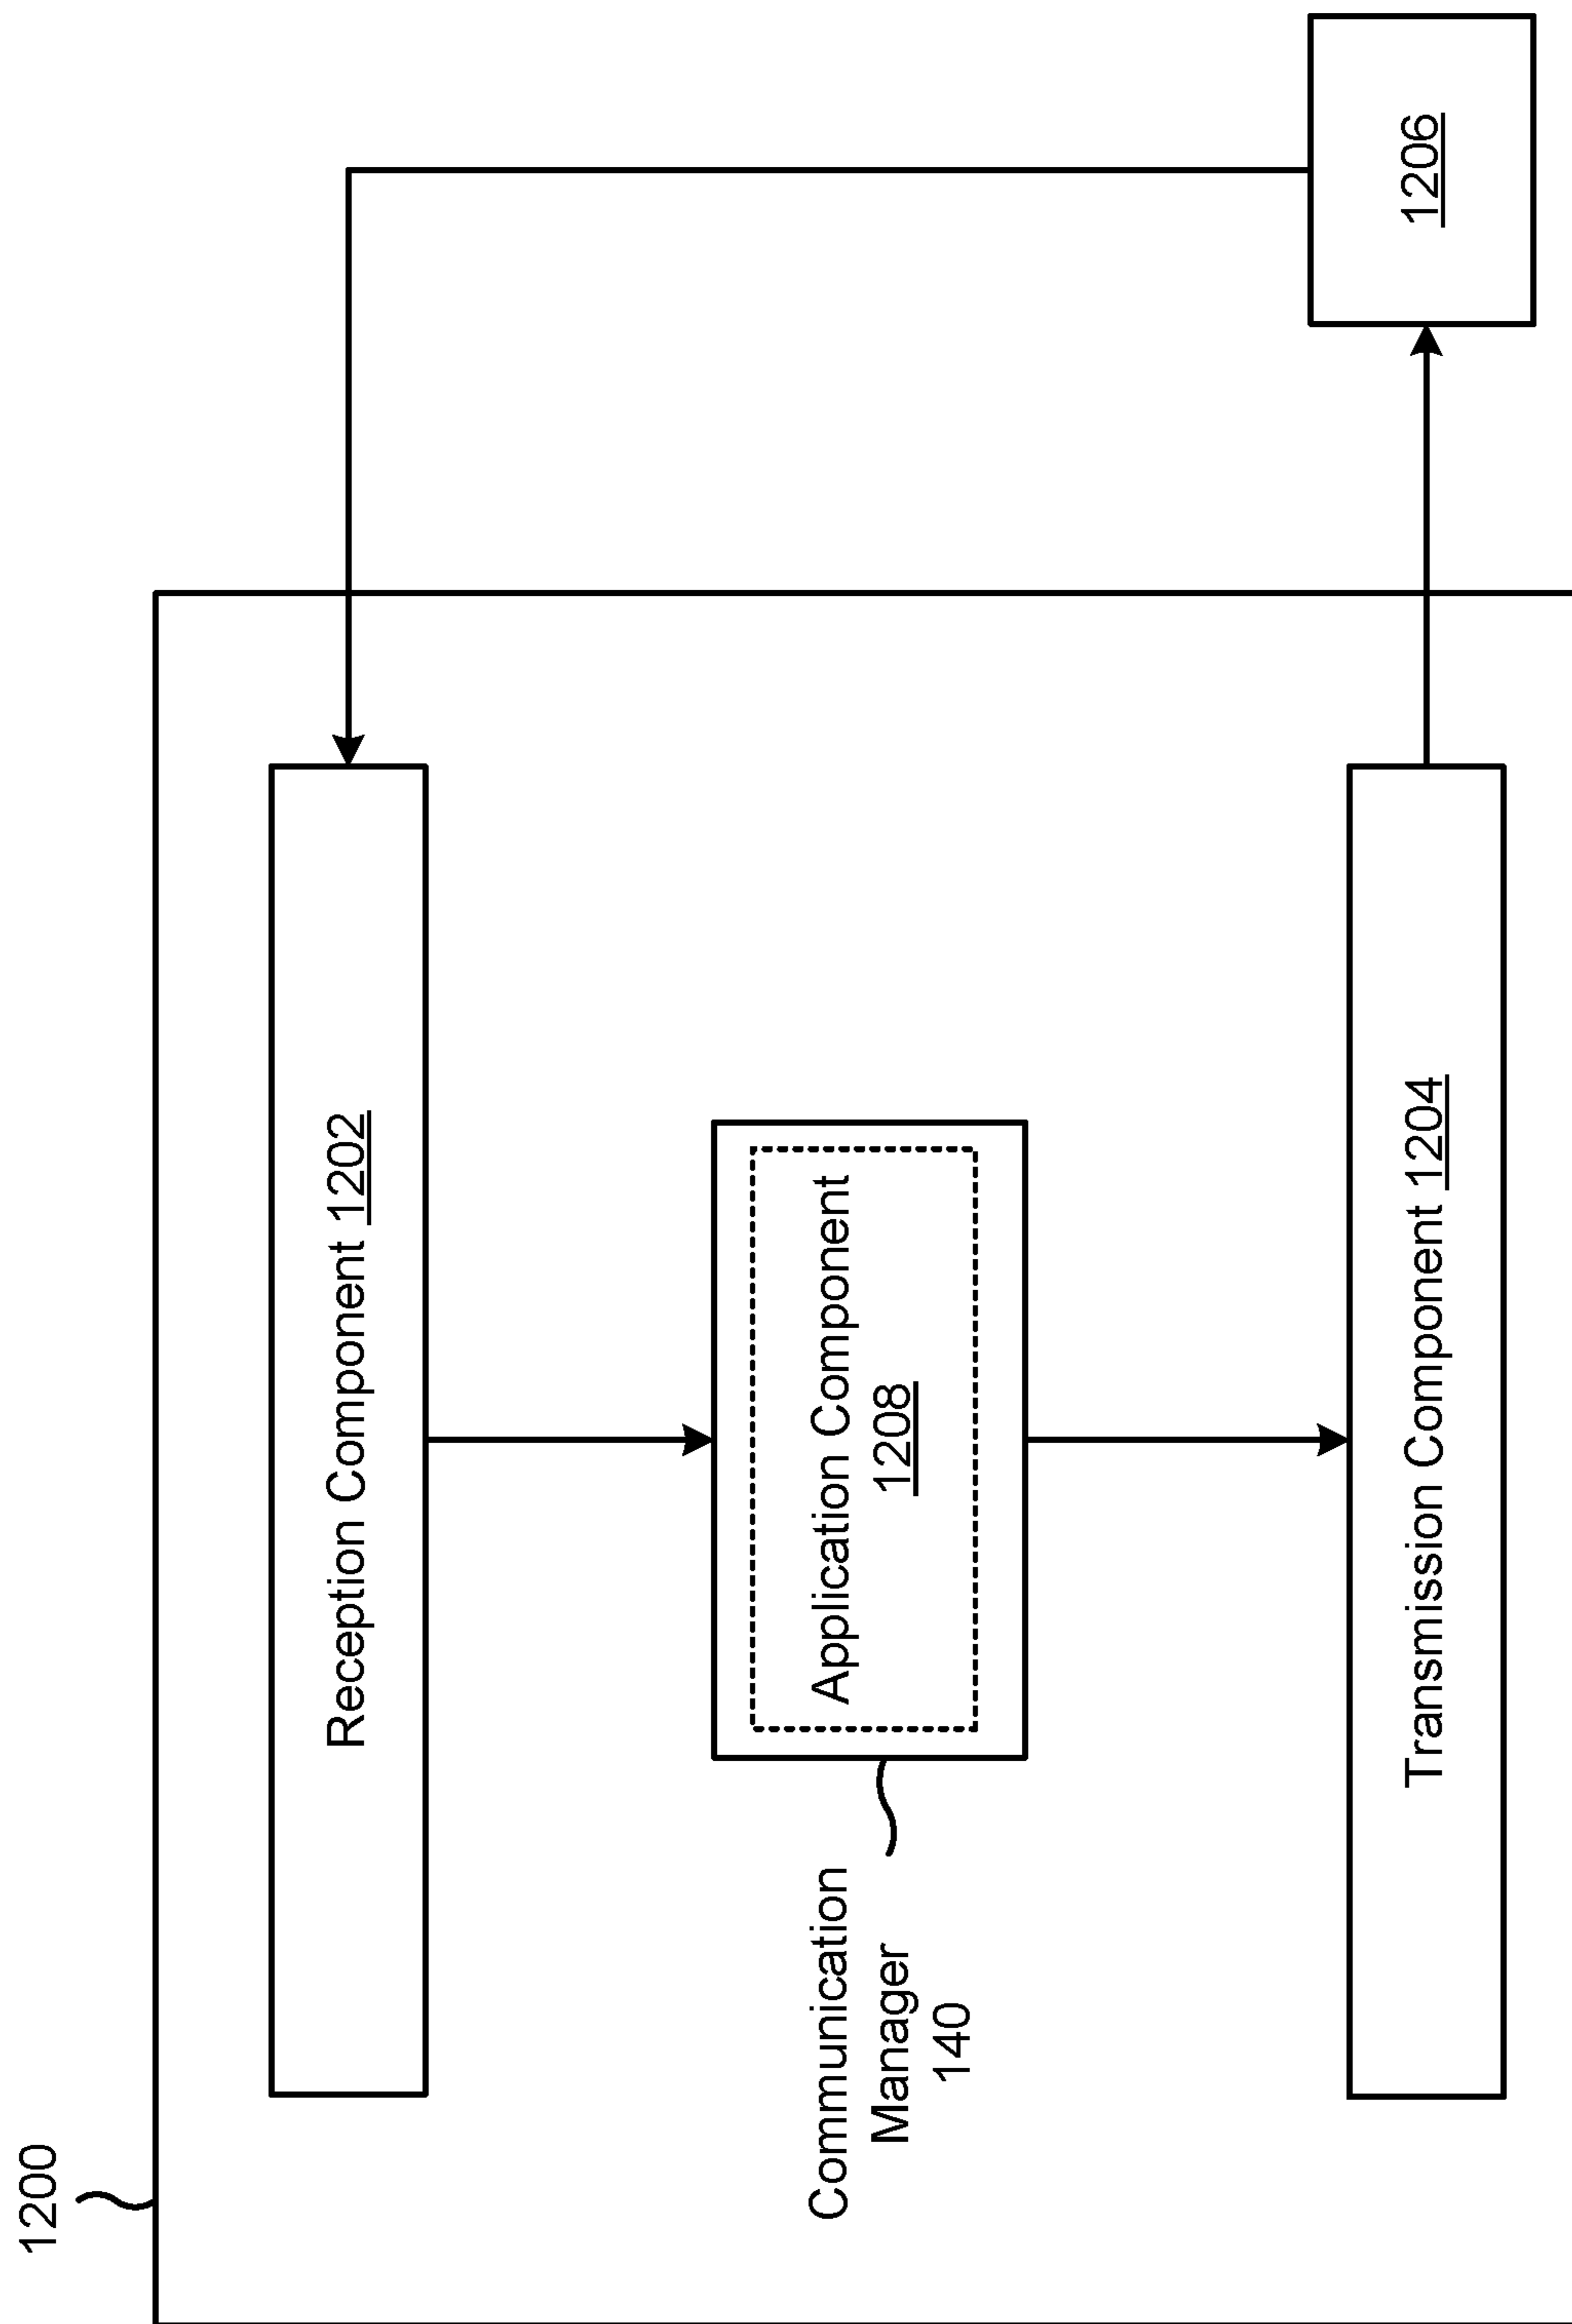 1200
Reception Component 1202
Communication
Manager
140
Application Component
1208
Transmission Component 1204
1206